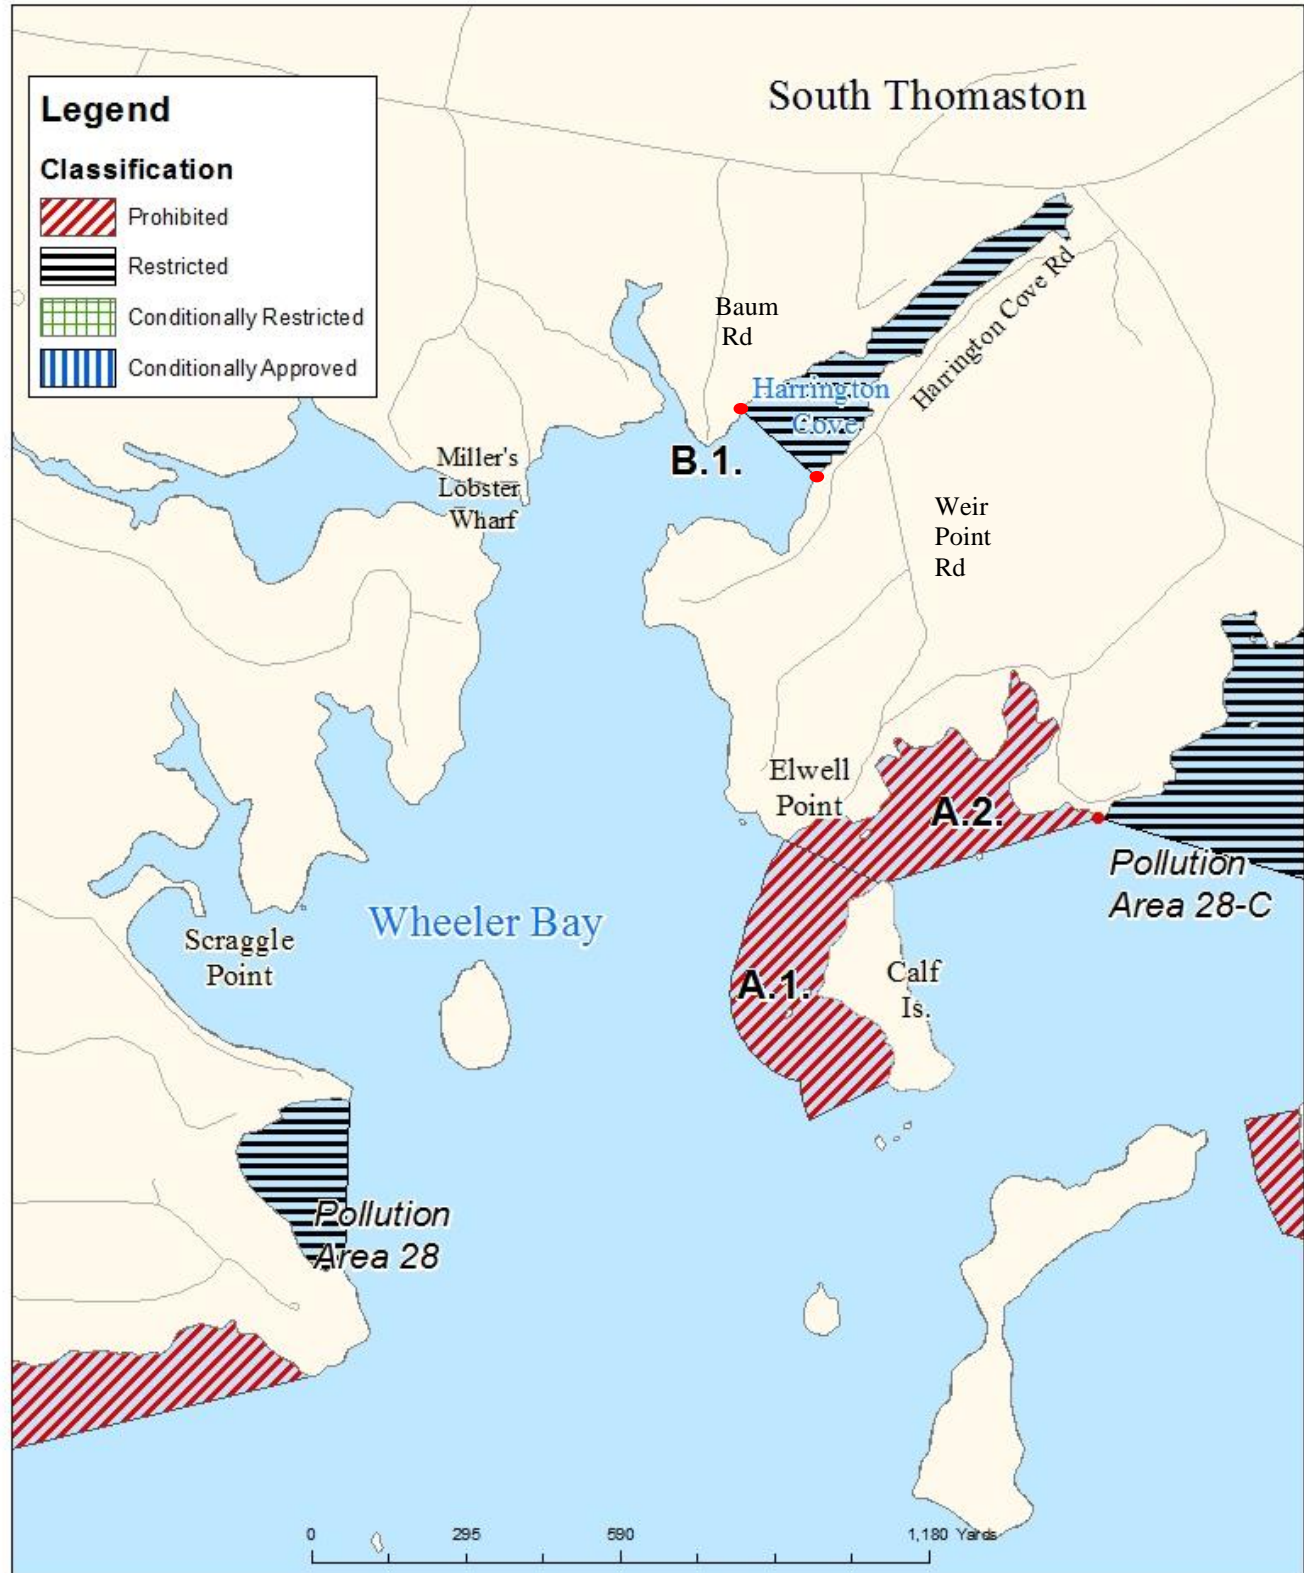 South Thomaston
Legend
Classification
Prohibited
Restricted
Conditionally Restricted
Conditionally Approved
Baum
Rd
Harrington Cove Rd
Harrington
Cove
B.1.
Miller's
Lobster
Wharf
Weir
Point
Rd
Elwell
Point
A.2.
Pollution
Area 28-C
Wheeler Bay
Scraggle
Point
A.1.
Calf
Is.
Pollution
Area 28
0 295 590 1,180 Yards